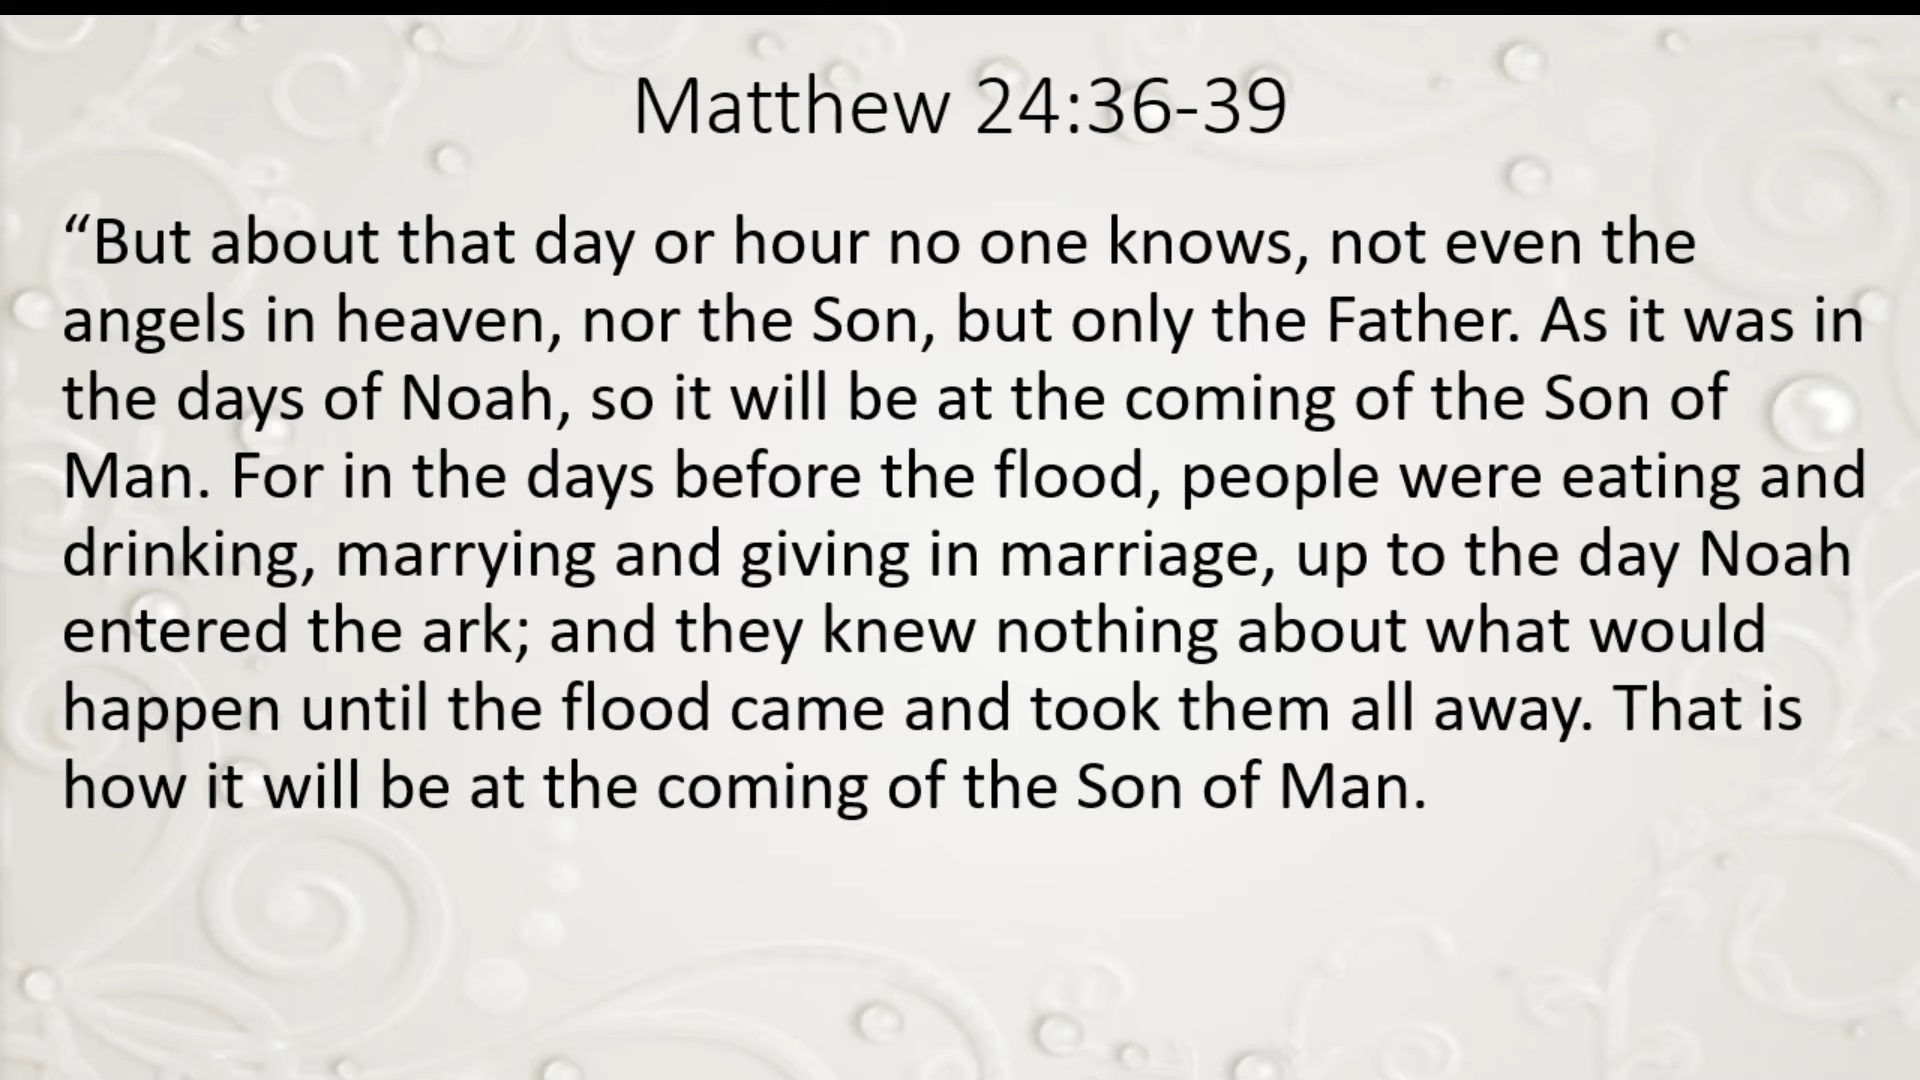 Matthew 24:36-39
“But about that day or hour no one knows, not even the
angels in heaven, nor the Son, but only the Father. As it was in
the days of Noah, so it will be at the coming of the Son of
Man. For in the days before the flood, people were eating and
drinking, marrying and giving in marriage, up to the day Noah
entered the ark; and they knew nothing about what would
happen until the flood came and took them all away. That is
how it will be at the coming of the Son of Man.